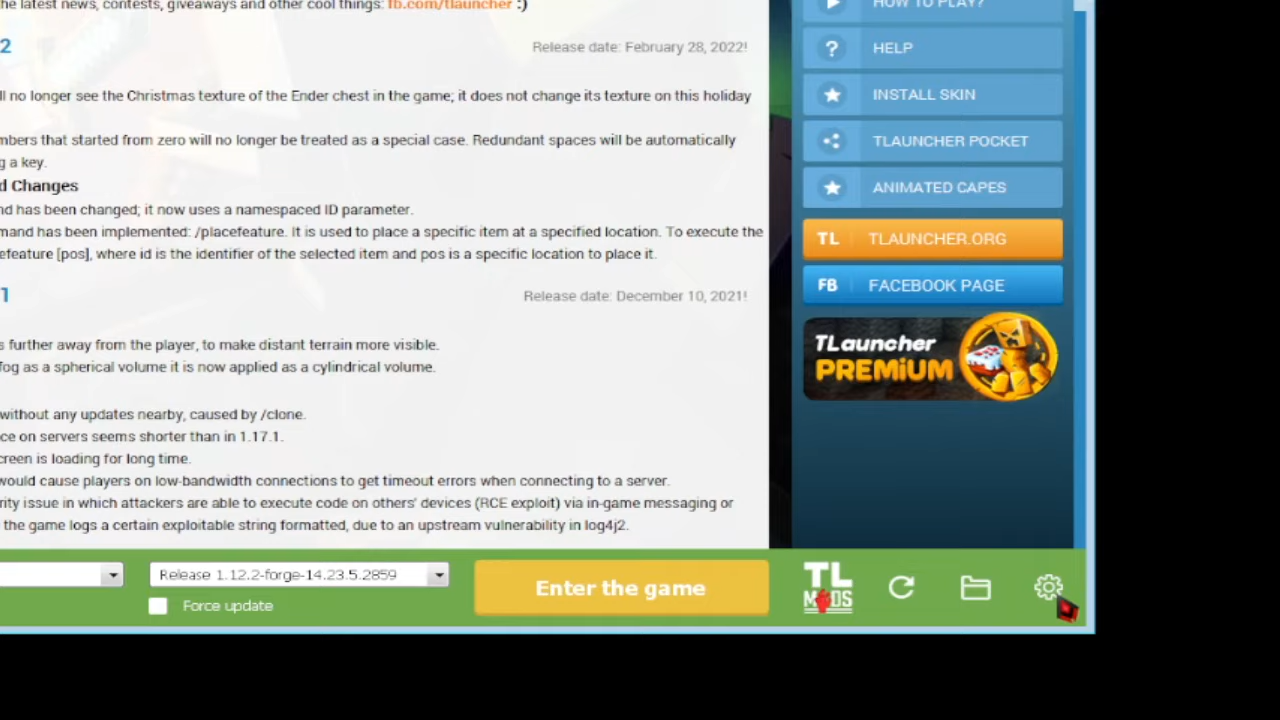 he latest news, contests, giveaways and other cool things: fb.com/tlauncher :)
HOW TO PLAY?
2
Release date: February 28, 2022!
HELP
ll no longer see the Christmas texture of the Ender chest in the game; it does not change its texture on this holiday
INSTALL SKIN
mbers that started from zero will no longer be treated as a special case. Redundant spaces will be automatically
TLAUNCHER POCKET
g a key.
d Changes
ANIMATED CAPES
nd has been changed; it now uses a namespaced ID parameter.
mand has been implemented: /placefeature. It is used to place a specific item at a specified location. To execute the
TL TLAUNCHER.ORG
efeature [pos], where id is the identifier of the selected item and pos is a specific location to place it.
FB FACEBOOK PAGE
1
Release date: December 10, 2021!
s further away from the player, to make distant terrain more visible.
TLauncher
PREMiUM
fog as a spherical volume it is now applied as a cylindrical volume.
without any updates nearby, caused by /clone.
ce on servers seems shorter than in 1.17.1.
creen is loading for long time.
would cause players on low-bandwidth connections to get timeout errors when connecting to a server.
rity issue in which attackers are able to execute code on others' devices (RCE exploit) via in-game messaging or
the game logs a certain exploitable string formatted, due to an upstream vulnerability in log4j2.
Release 1.12.2-forge-14.23.5.2859
Force update
Enter the game
TL
MODS